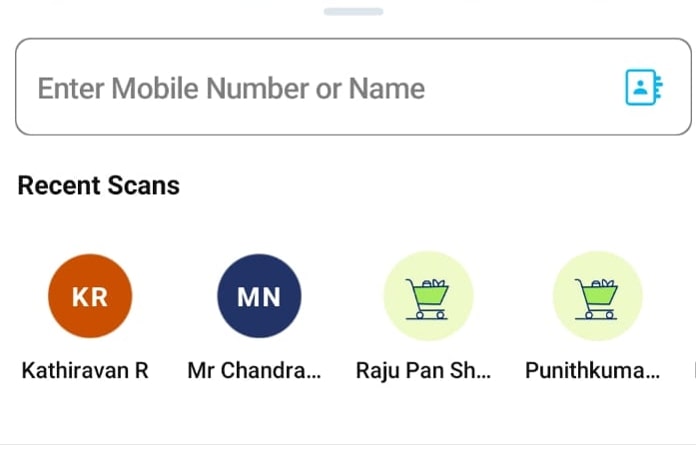 Enter Mobile Number or Name
Recent Scans
KR
MN
Kathiravan R
Mr Chandra...
Raju Pan Sh...
Punithkuma...